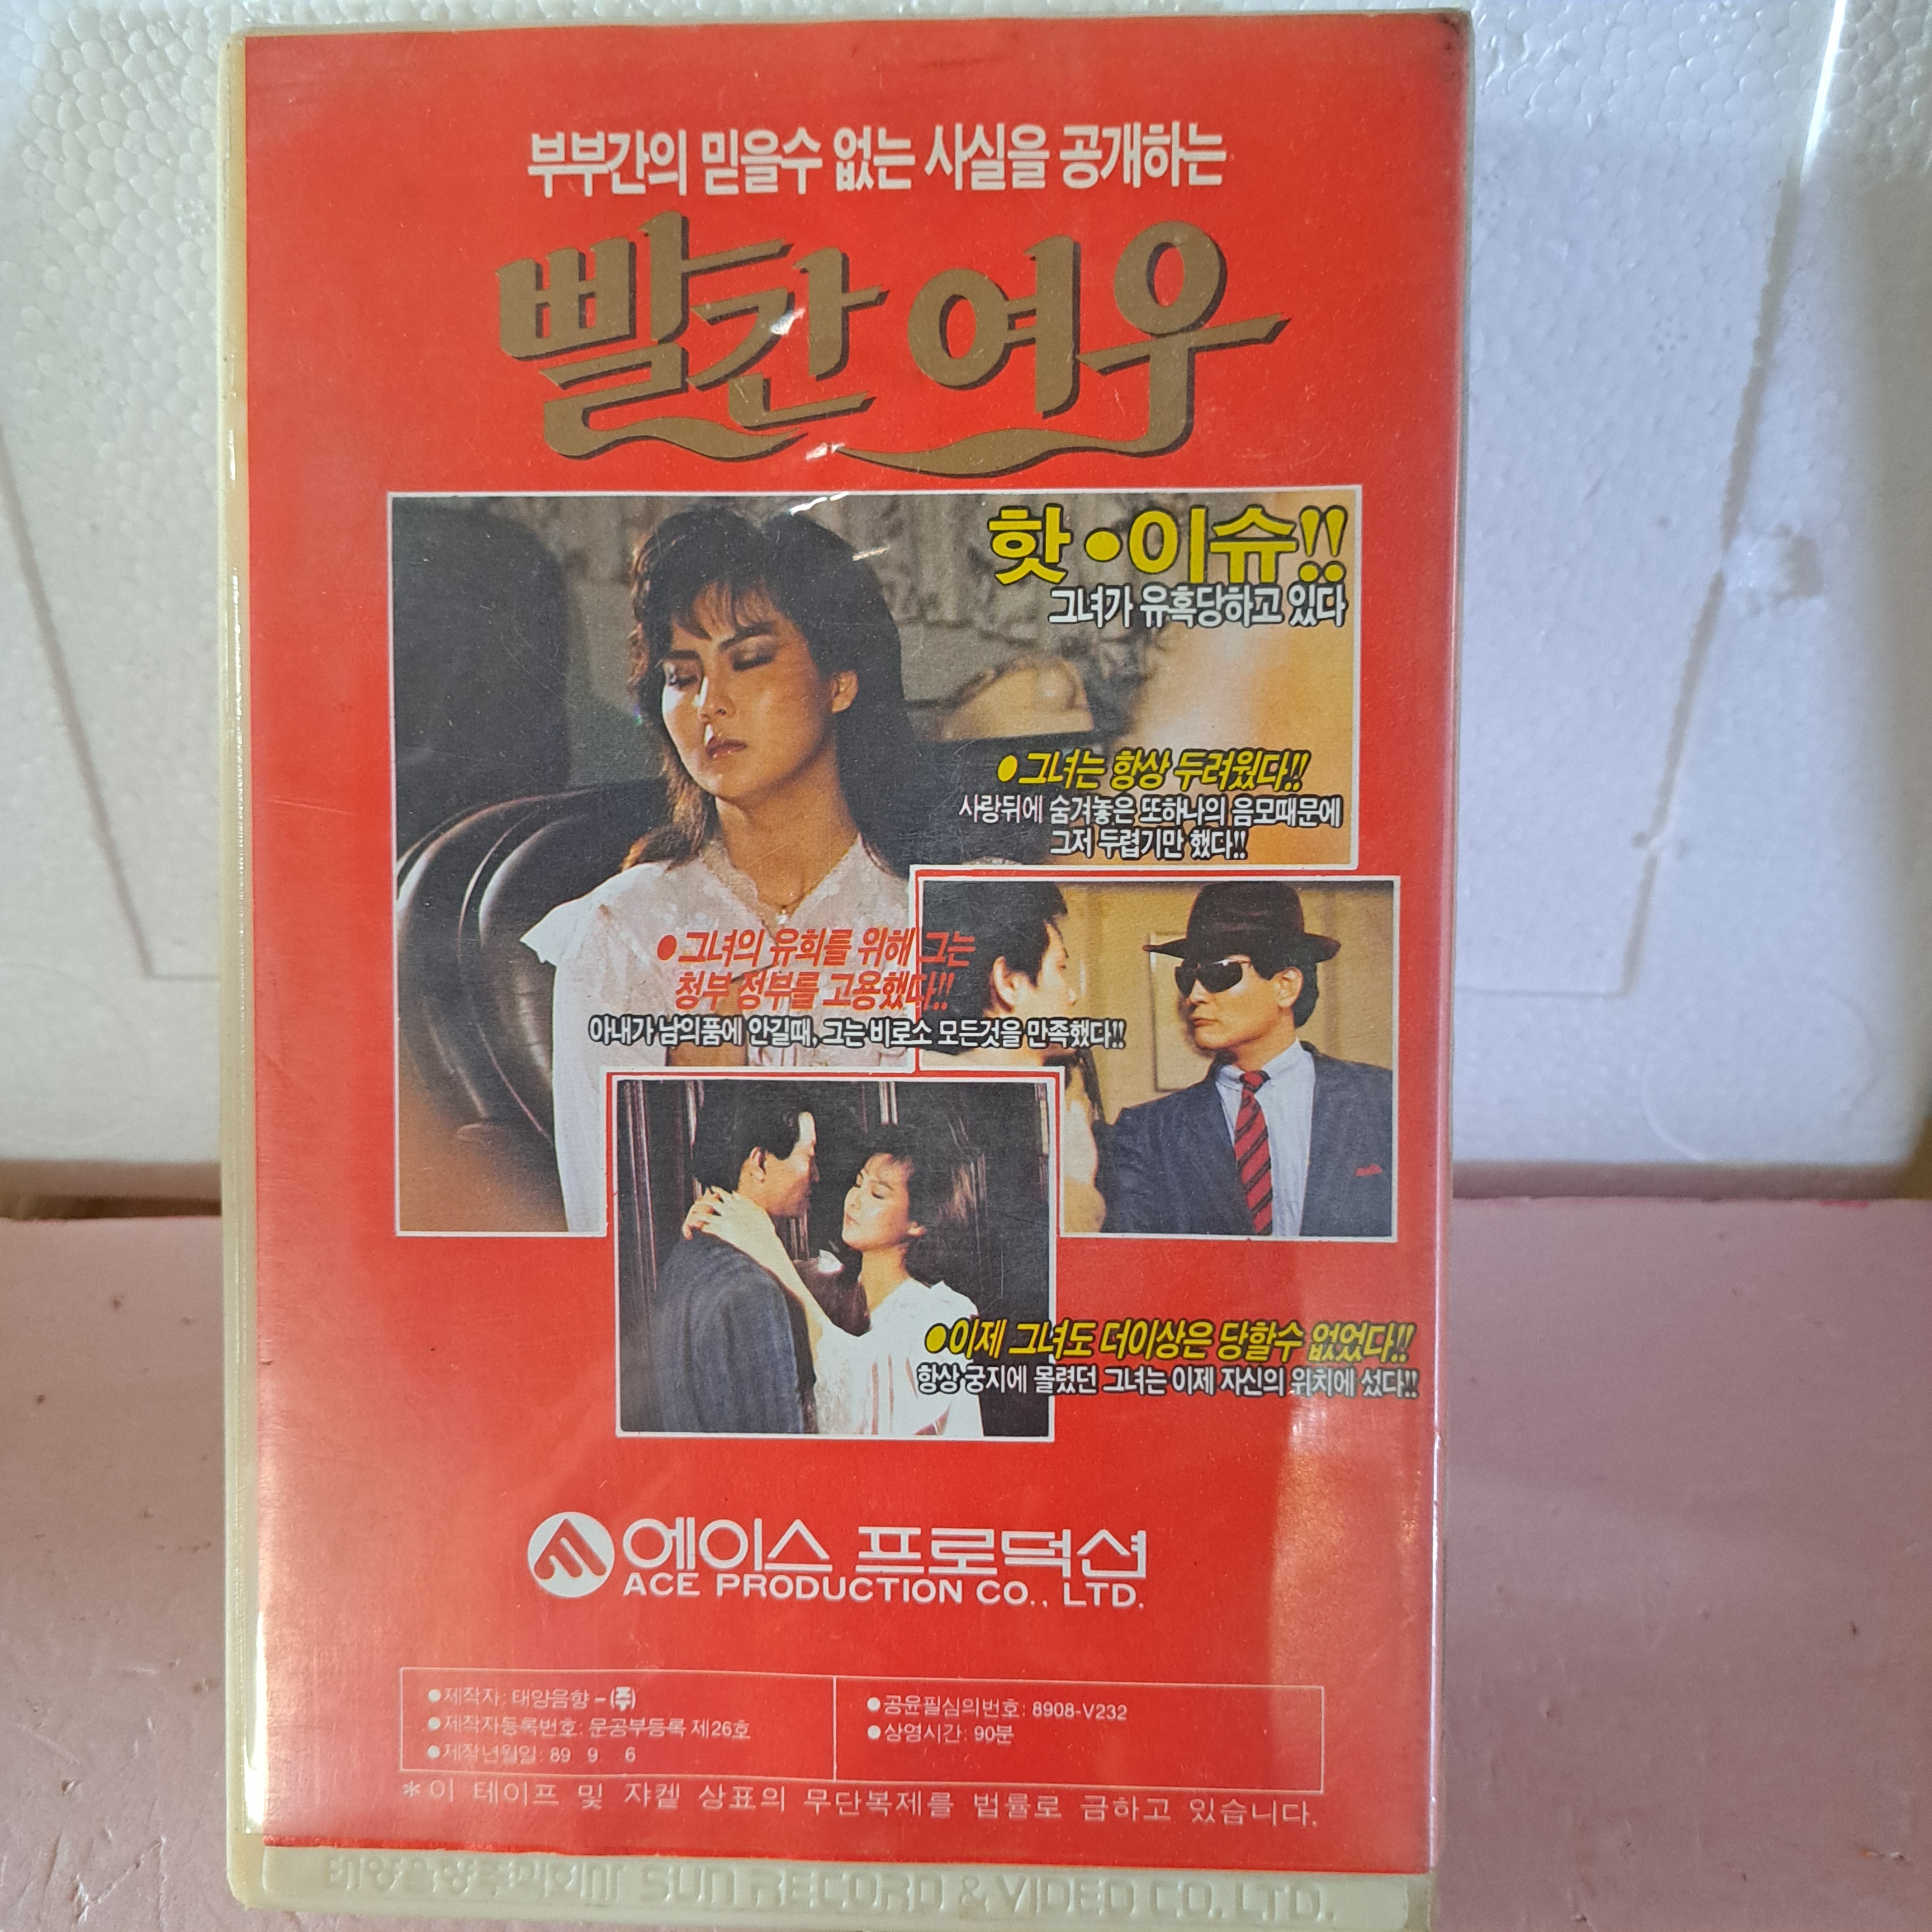 부부간의 믿을수 없는 사실을 공개하는
빨간 여우
핫•이슈!!
그녀가 유혹당하고 있다
●그녀는 항상 두려웠다!!
사랑뒤에 숨겨놓은 또하나의 음모때문에
그저 두렵기만 했다!!
●그녀의 유희를 위해 그는
청부 정부를 고용했다!!
아내가 남의품에 안길때, 그는 비로소 모든것을 만족했다!!
●이제 그녀도 더이상은 당할수 없었다!!
항상 궁지에 몰렸던 그녀는 이제 자신의 위치에 섰다!!
에이스 프로덕션
ACE PRODUCTION CO., LTD.
●제작자: 태양음향-(주)
●제작자등록번호: 문공부등록 제26호
●제작년월일: 89 9 6
●공윤필심의번호: 8908-V232
●상영시간: 90분
*이 테이프 및 쟈켙 상표의 무단복제를 법률로 금하고 있습니다.
태양음향주식회사 SUN RECORD & VIDEO CO., LTD.